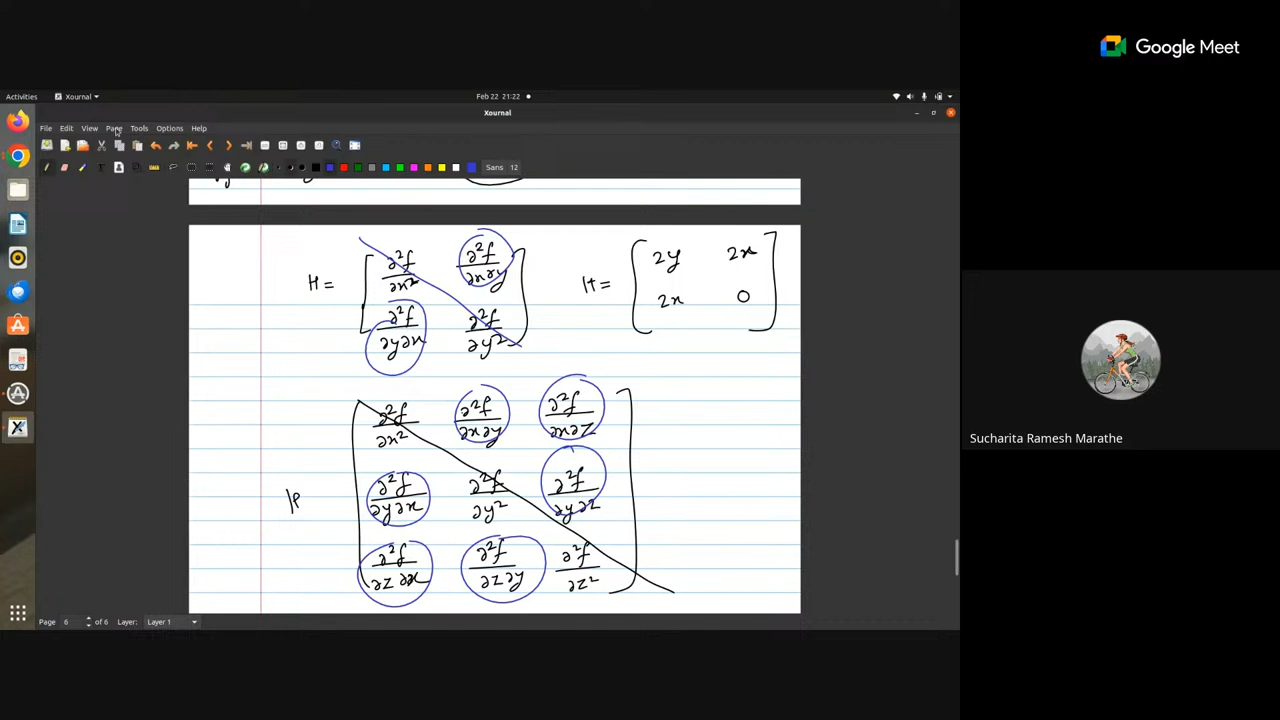 Google Meet
Activities Xournal Feb 22 21:22
Xournal
File Edit View Page Tools Options Help
Sans 12
H = [ ∂²f/∂x² ∂²f/∂x∂y
∂²f/∂y∂x ∂²f/∂y² ]
H = [ 2y 2x
2x 0 ]
[ ∂²f/∂x² ∂²f/∂x∂y ∂²f/∂x∂z
∂²f/∂y∂x ∂²f/∂y² ∂²f/∂y∂z
∂²f/∂z∂x ∂²f/∂z∂y ∂²f/∂z² ]
Sucharita Ramesh Marathe
Page 6 of 6 Layer: Layer 1